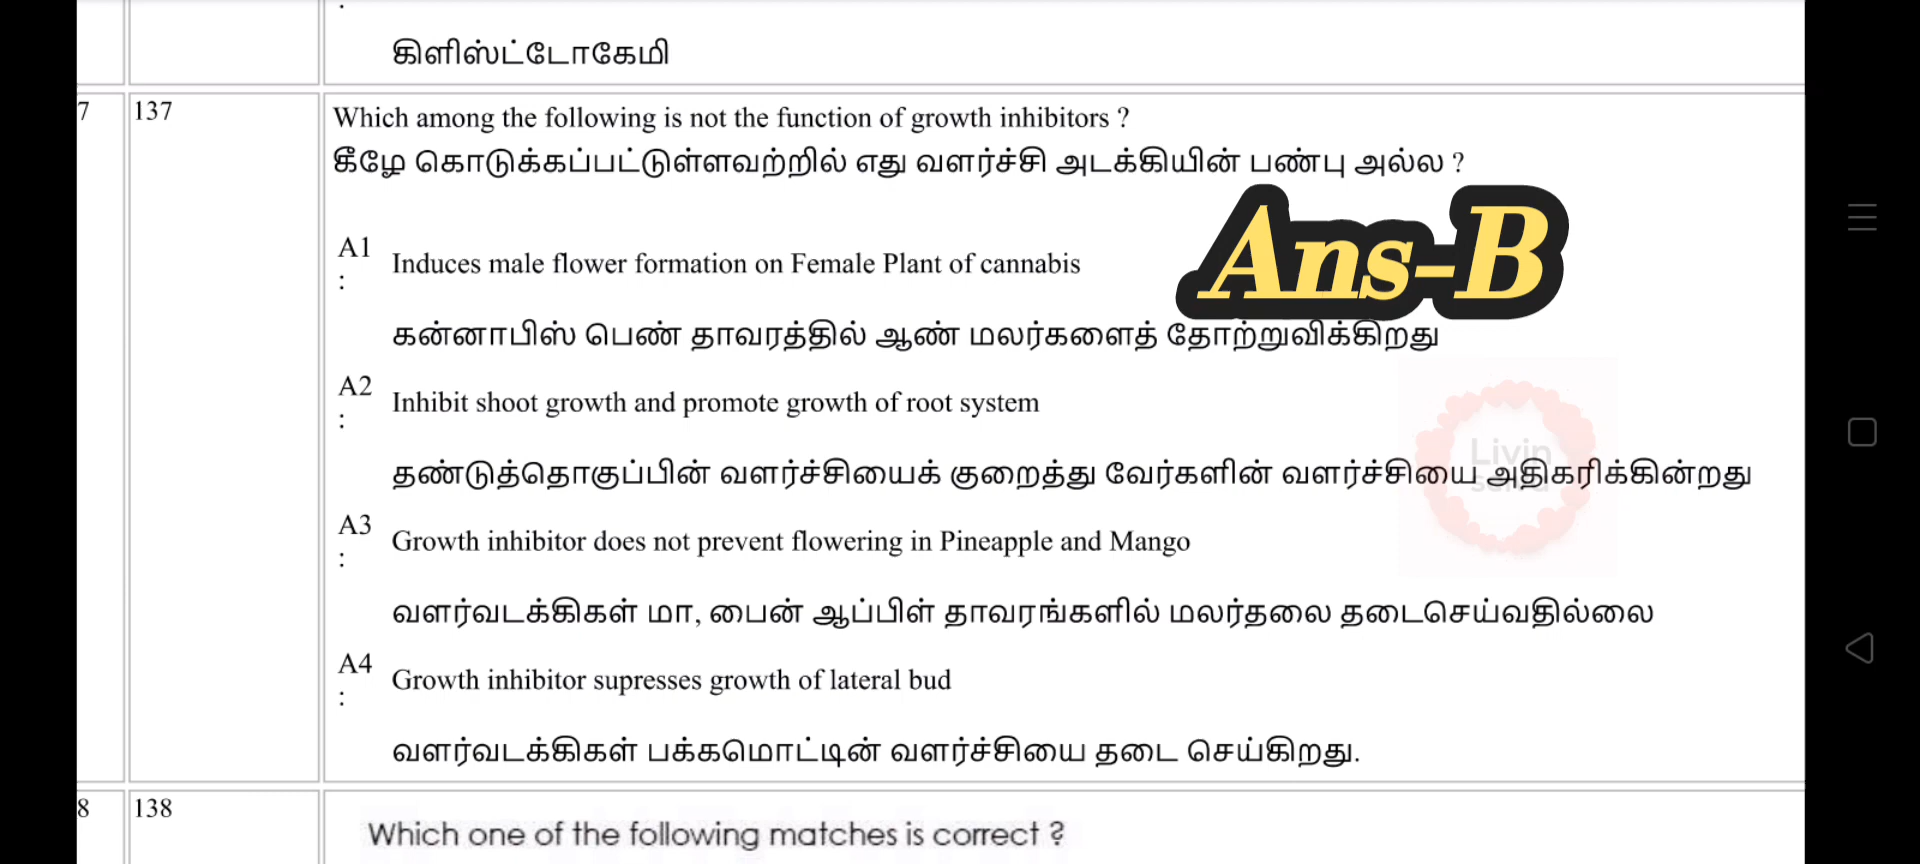 :
கிளிஸ்ட்டோகேமி
7 137 Which among the following is not the function of growth inhibitors ?
கீழே கொடுக்கப்பட்டுள்ளவற்றில் எது வளர்ச்சி அடக்கியின் பண்பு அல்ல ?
Ans-B
A1 : Induces male flower formation on Female Plant of cannabis
கன்னாபிஸ் பெண் தாவரத்தில் ஆண் மலர்களைத் தோற்றுவிக்கிறது
A2 : Inhibit shoot growth and promote growth of root system
தண்டுத்தொகுப்பின் வளர்ச்சியைக் குறைத்து வேர்களின் வளர்ச்சியை அதிகரிக்கின்றது
Livin
A3 : Growth inhibitor does not prevent flowering in Pineapple and Mango
வளர்வடக்கிகள் மா, பைன் ஆப்பிள் தாவரங்களில் மலர்தலை தடைசெய்வதில்லை
A4 : Growth inhibitor supresses growth of lateral bud
வளர்வடக்கிகள் பக்கமொட்டின் வளர்ச்சியை தடை செய்கிறது.
8 138 Which one of the following matches is correct ?